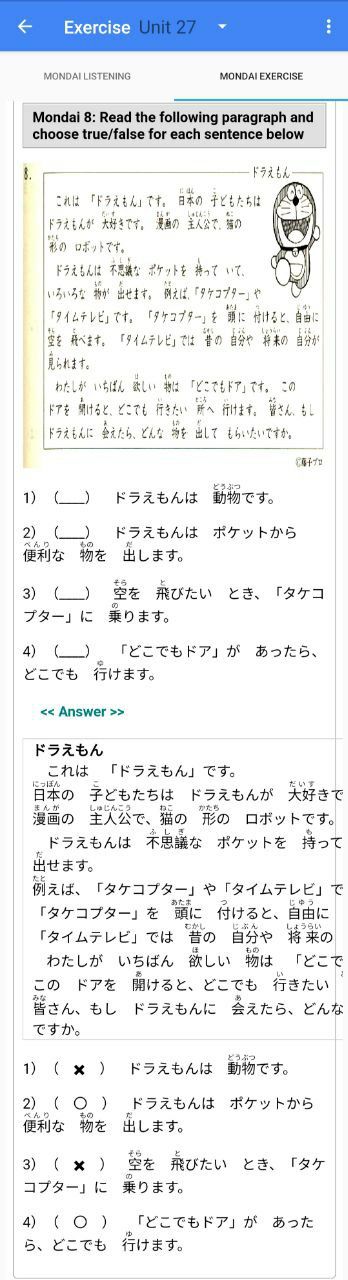 Exercise Unit 27
MONDAI LISTENING
MONDAI EXERCISE
Mondai 8: Read the following paragraph and
choose true/false for each sentence below
8.
ドラえもん
これは 「ドラえもん」です。 日本の 子どもたちは
ドラえもんが 大好きです。 漫画の 主人公で、猫の
形の ロボットです。
ドラえもんは 不思議な ポケットを 持って いて、
いろいろな 物が 出せます。 例えば、「タケコプター」や
「タイムテレビ」です。 「タケコプター」を 頭に 付けると、自由に
空を 飛べます。 「タイムテレビ」では 昔の 自分や 将来の 自分が
見られます。
わたしが いちばん 欲しい 物は 「どこでもドア」です。 この
ドアを 開けると、どこでも 行きたい 所へ 行けます。 皆さん、もし
ドラえもんに 会えたら、どんな 物を 出して もらいたいですか。
©藤子プロ
1) (___) ドラえもんは 動物です。
2) (___) ドラえもんは ポケットから
便利な 物を 出します。
3) (___) 空を 飛びたい とき、「タケコ
プター」に 乗ります。
4) (___) 「どこでもドア」が あったら、
どこでも 行けます。
<< Answer >>
ドラえもん
これは 「ドラえもん」です。
日本の 子どもたちは ドラえもんが 大好きで
漫画の 主人公で、猫の 形の ロボットです。
ドラえもんは 不思議な ポケットを 持って
出せます。
例えば、「タケコプター」や「タイムテレビ」で
「タケコプター」を 頭に 付けると、自由に
「タイムテレビ」では 昔の 自分や 将来の
わたしが いちばん 欲しい 物は 「どこで
この ドアを 開けると、どこでも 行きたい
皆さん、もし ドラえもんに 会えたら、どんな
ですか。
1) ( × ) ドラえもんは 動物です。
2) ( ○ ) ドラえもんは ポケットから
便利な 物を 出します。
3) ( × ) 空を 飛びたい とき、「タケ
コプター」に 乗ります。
4) ( ○ ) 「どこでもドア」が あった
ら、どこでも 行けます。